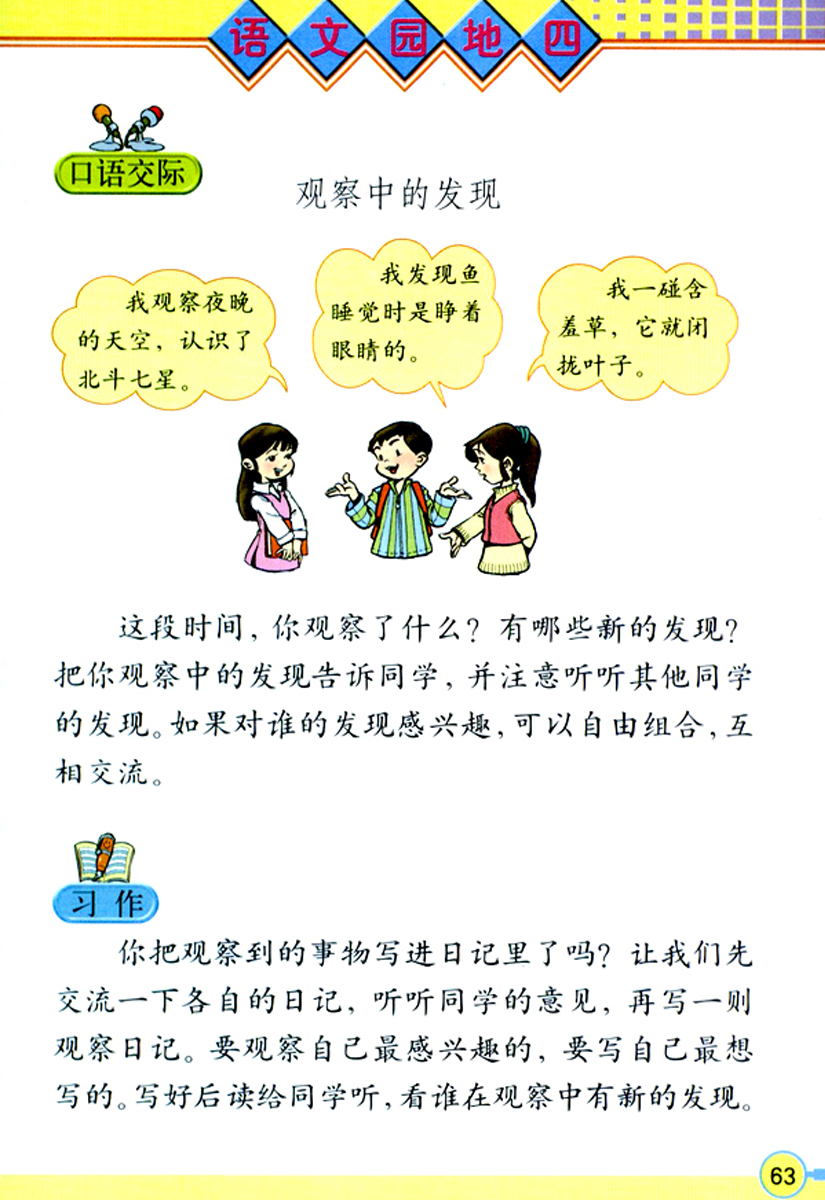 语文园地四
口语交际
观察中的发现
我观察夜晚
的天空，认识了
北斗七星。
我发现鱼
睡觉时是睁着
眼睛的。
我一碰含
羞草，它就闭
拢叶子。
这段时间，你观察了什么？有哪些新的发现？
把你观察中的发现告诉同学，并注意听听其他同学
的发现。如果对谁的发现感兴趣，可以自由组合，互
相交流。
习作
你把观察到的事物写进日记里了吗？让我们先
交流一下各自的日记，听听同学的意见，再写一则
观察日记。要观察自己最感兴趣的，要写自己最想
写的。写好后读给同学听，看谁在观察中有新的发现。
63